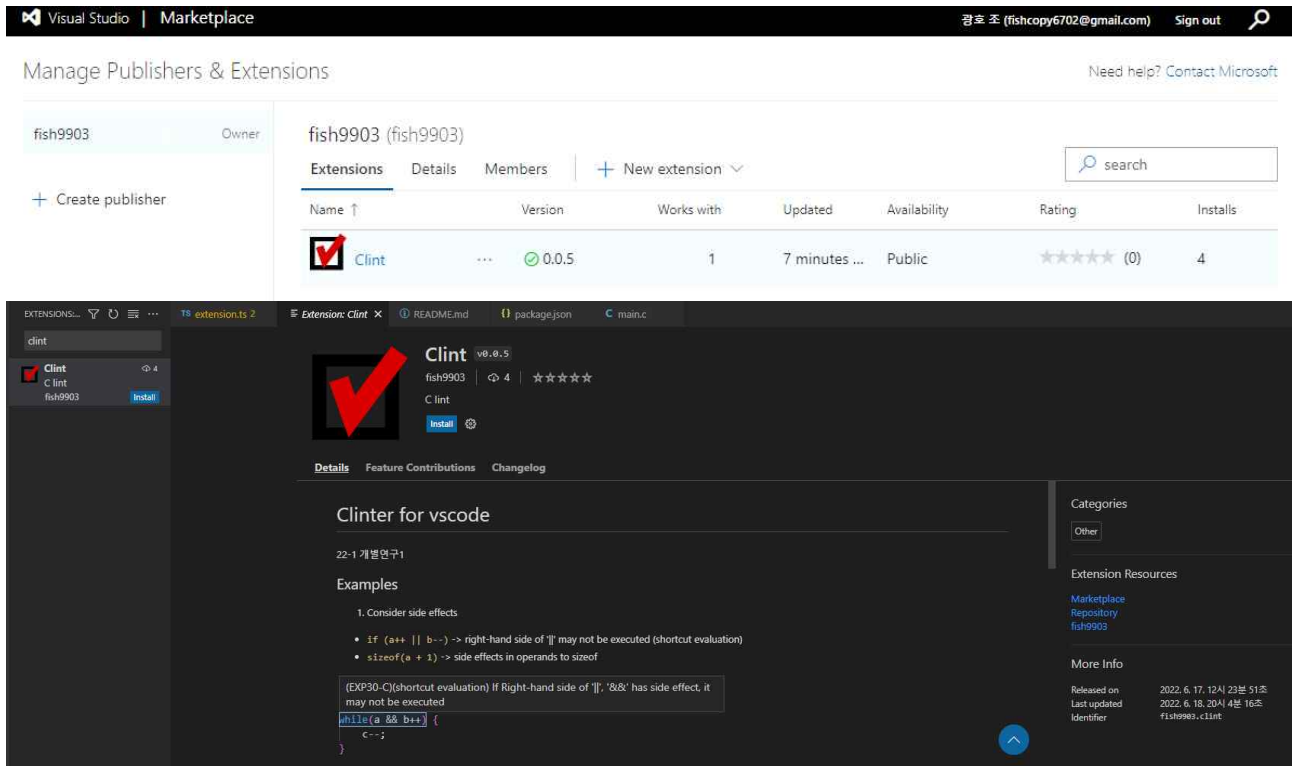 Visual Studio | Marketplace
광호 조 (fishcopy6702@gmail.com) Sign out
Manage Publishers & Extensions
Need help? Contact Microsoft
fish9903 Owner
+ Create publisher
fish9903 (fish9903)
Extensions Details Members + New extension
search
Name ↑ Version Works with Updated Availability Rating Installs
Clint ... 0.0.5 1 7 minutes ... Public (0) 4
EXTENSIONS:... ...
clint
Clint 4
C lint
fish9903 Install
TS extension.ts 2 Extension: Clint × README.md {} package.json C main.c
Clint v0.0.5
fish9903 | 4 |
C lint
Install
Details Feature Contributions Changelog
Clinter for vscode
22-1 개별연구1
Examples
1. Consider side effects
• if (a++ || b--) -> right-hand side of '||' may not be executed (shortcut evaluation)
• sizeof(a + 1) -> side effects in operands to sizeof
(EXP30-C)(shortcut evaluation) If Right-hand side of '||', '&&' has side effect, it
may not be executed
while(a && b++) {
c--;
}
Categories
Other
Extension Resources
Marketplace
Repository
fish9903
More Info
Released on 2022. 6. 17. 12시 23분 51초
Last updated 2022. 6. 18. 20시 4분 16초
Identifier fish9903.clint